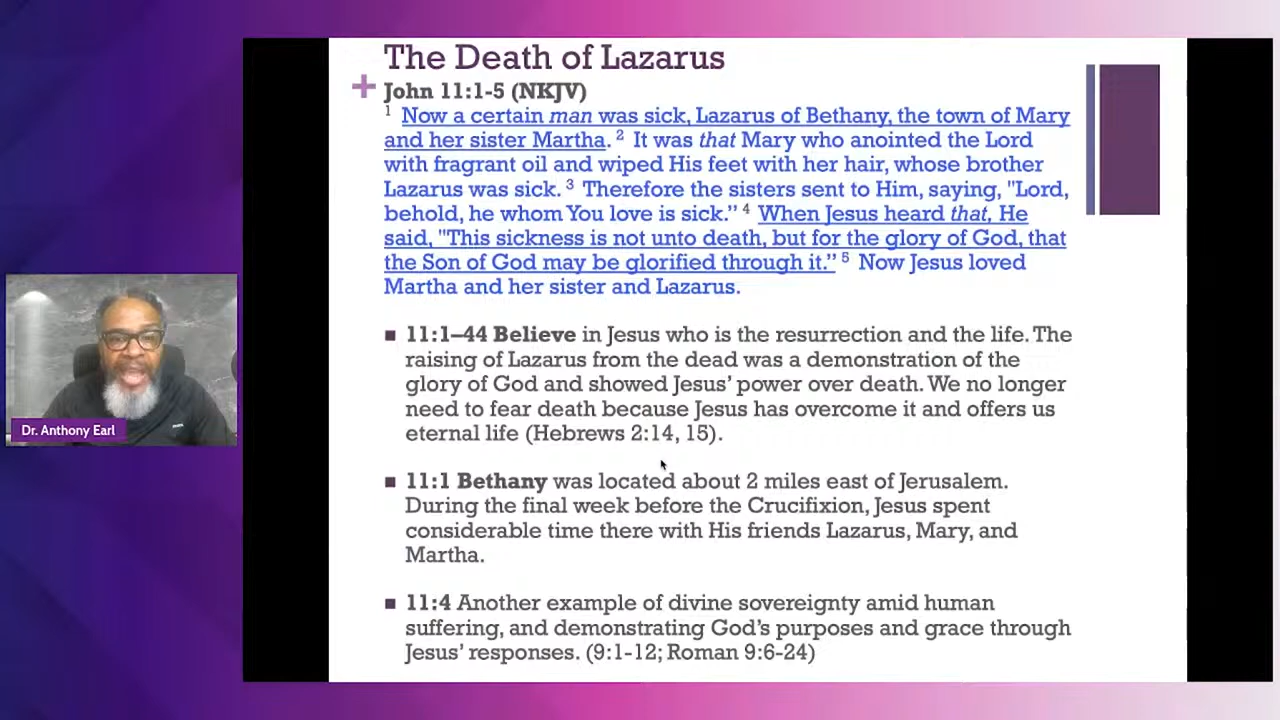 The Death of Lazarus
+ John 11:1-5 (NKJV)
1 Now a certain man was sick, Lazarus of Bethany, the town of Mary
and her sister Martha. 2 It was that Mary who anointed the Lord
with fragrant oil and wiped His feet with her hair, whose brother
Lazarus was sick. 3 Therefore the sisters sent to Him, saying, "Lord,
behold, he whom You love is sick.” 4 When Jesus heard that, He
said, "This sickness is not unto death, but for the glory of God, that
the Son of God may be glorified through it.” 5 Now Jesus loved
Martha and her sister and Lazarus.
■ 11:1–44 Believe in Jesus who is the resurrection and the life. The
raising of Lazarus from the dead was a demonstration of the
glory of God and showed Jesus’ power over death. We no longer
need to fear death because Jesus has overcome it and offers us
eternal life (Hebrews 2:14, 15).
■ 11:1 Bethany was located about 2 miles east of Jerusalem.
During the final week before the Crucifixion, Jesus spent
considerable time there with His friends Lazarus, Mary, and
Martha.
■ 11:4 Another example of divine sovereignty amid human
suffering, and demonstrating God’s purposes and grace through
Jesus’ responses. (9:1-12; Roman 9:6-24)
Dr. Anthony Earl